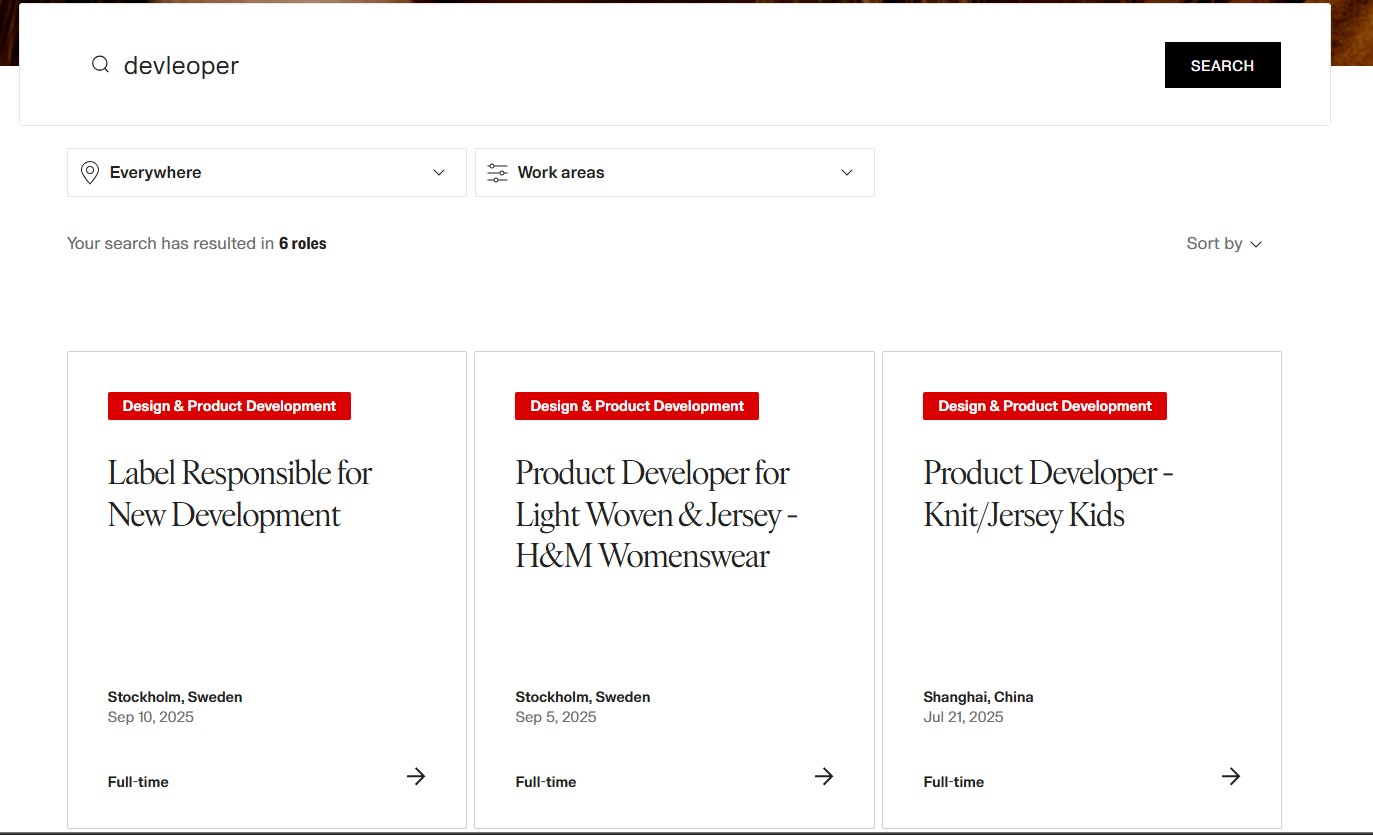 devleoper
SEARCH
Everywhere
Work areas
Your search has resulted in 6 roles
Sort by
Design & Product Development
Label Responsible for
New Development
Stockholm, Sweden
Sep 10, 2025
Full-time
Design & Product Development
Product Developer for
Light Woven & Jersey -
H&M Womenswear
Stockholm, Sweden
Sep 5, 2025
Full-time
Design & Product Development
Product Developer -
Knit/Jersey Kids
Shanghai, China
Jul 21, 2025
Full-time